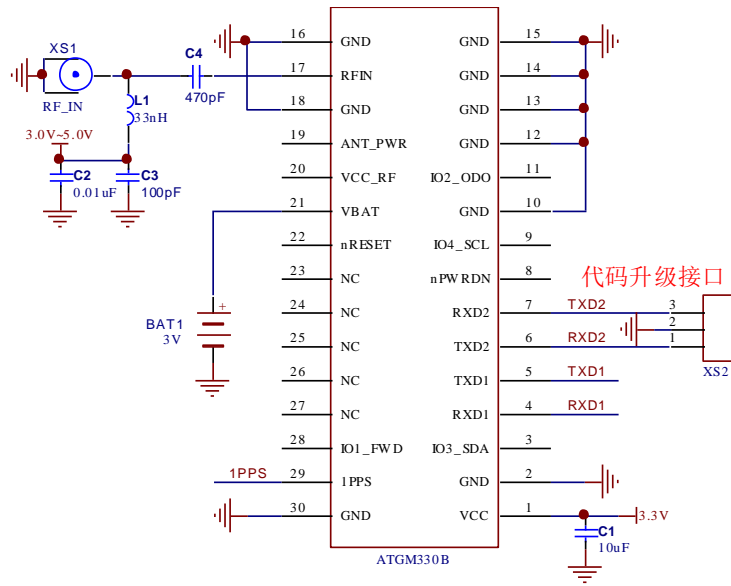 XS1
RF_IN
C4
470pF
L1
33nH
3.0V~5.0V
C2
0.01uF
C3
100pF
BAT1
3V
+
1PPS
16 GND GND 15
17 RFIN GND 14
18 GND GND 13
19 ANT_PWR GND 12
20 VCC_RF IO2_ODO 11
21 VBAT GND 10
22 nRESET IO4_SCL 9
23 NC nPWRDN 8
24 NC RXD2 7 TXD2
25 NC TXD2 6 RXD2
26 NC TXD1 5 TXD1
27 NC RXD1 4 RXD1
28 IO1_FWD IO3_SDA 3
29 1PPS GND 2
30 GND VCC 1
ATGM330B
代码升级接口
3
2
1
XS2
3.3V
C1
10uF